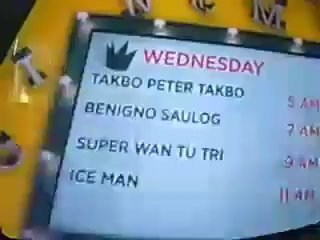 WEDNESDAY
TAKBO PETER TAKBO 5 AM
BENIGNO SAULOG 7 AM
SUPER WAN TU TRI 9 AM
ICE MAN 11 AM